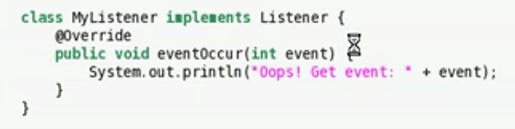 class MyListener implements Listener {
    @Override
    public void eventOccur(int event) {
        System.out.println("Oops! Get event: " + event);
    }
}